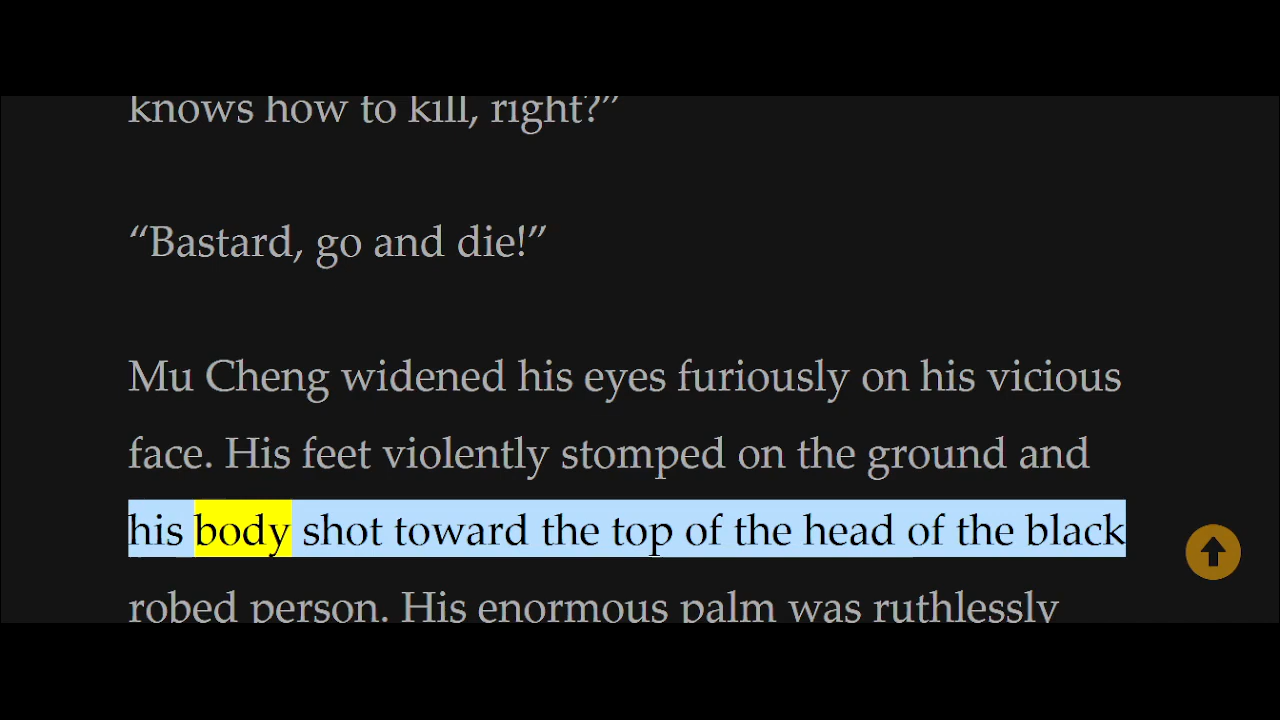 knows how to kill, right?”
“Bastard, go and die!”
Mu Cheng widened his eyes furiously on his vicious
face. His feet violently stomped on the ground and
his body shot toward the top of the head of the black
robed person. His enormous palm was ruthlessly